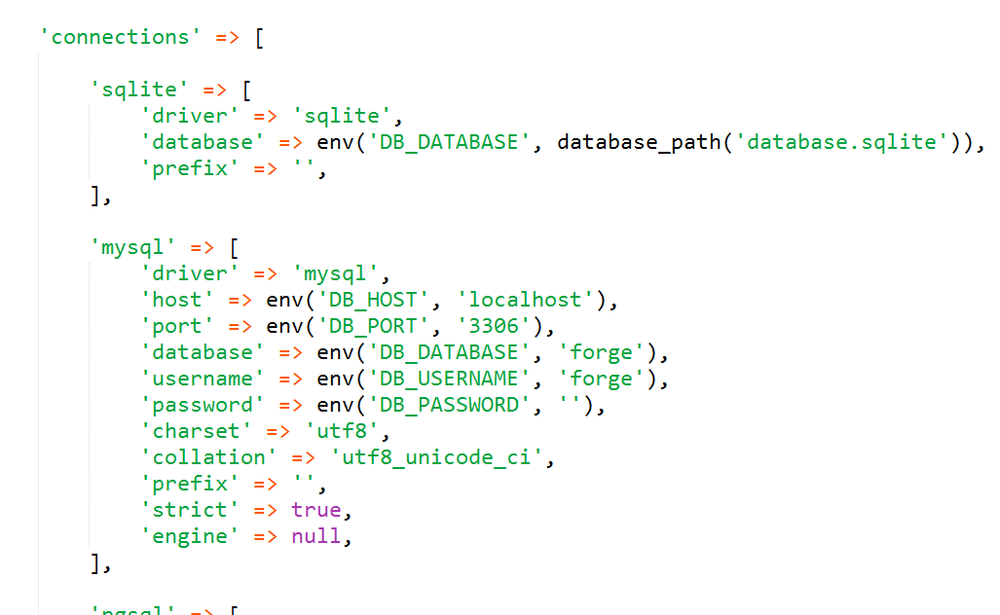 'connections' => [
'sqlite' => [
'driver' => 'sqlite',
'database' => env('DB_DATABASE', database_path('database.sqlite')),
'prefix' => '',
],
'mysql' => [
'driver' => 'mysql',
'host' => env('DB_HOST', 'localhost'),
'port' => env('DB_PORT', '3306'),
'database' => env('DB_DATABASE', 'forge'),
'username' => env('DB_USERNAME', 'forge'),
'password' => env('DB_PASSWORD', ''),
'charset' => 'utf8',
'collation' => 'utf8_unicode_ci',
'prefix' => '',
'strict' => true,
'engine' => null,
],
'pgsql' => [